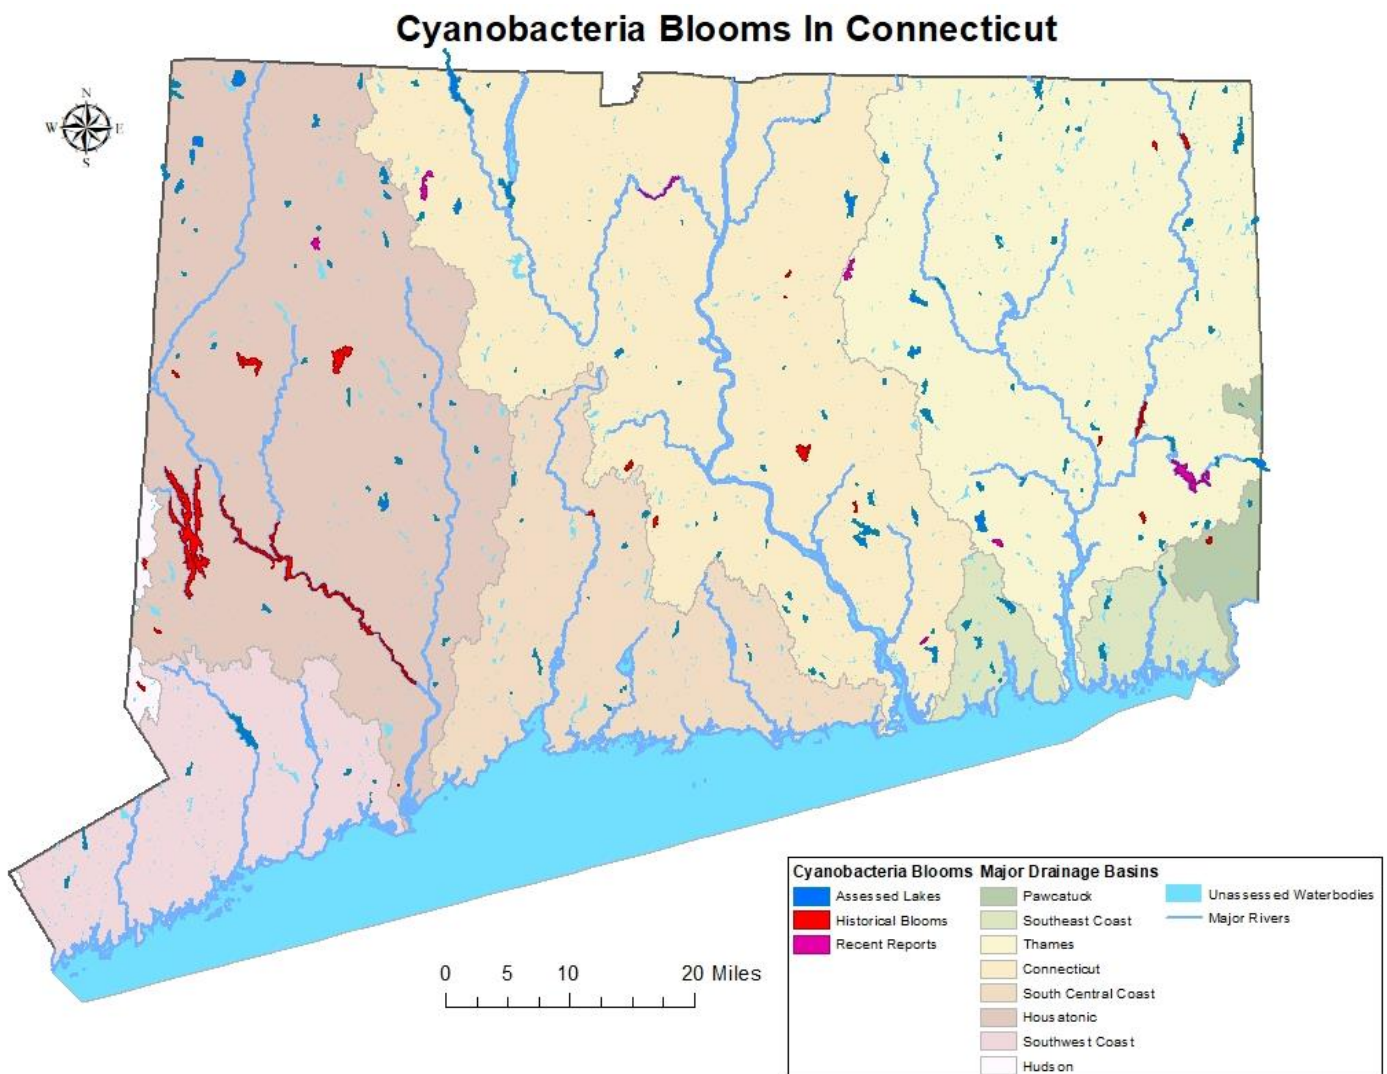 Cyanobacteria Blooms In Connecticut
N
W E
S
Cyanobacteria Blooms
Assessed Lakes
Historical Blooms
Recent Reports
Major Drainage Basins
Pawcatuck
Southeast Coast
Thames
Connecticut
South Central Coast
Housatonic
Southwest Coast
Hudson
Unassessed Waterbodies
Major Rivers
0 5 10 20 Miles